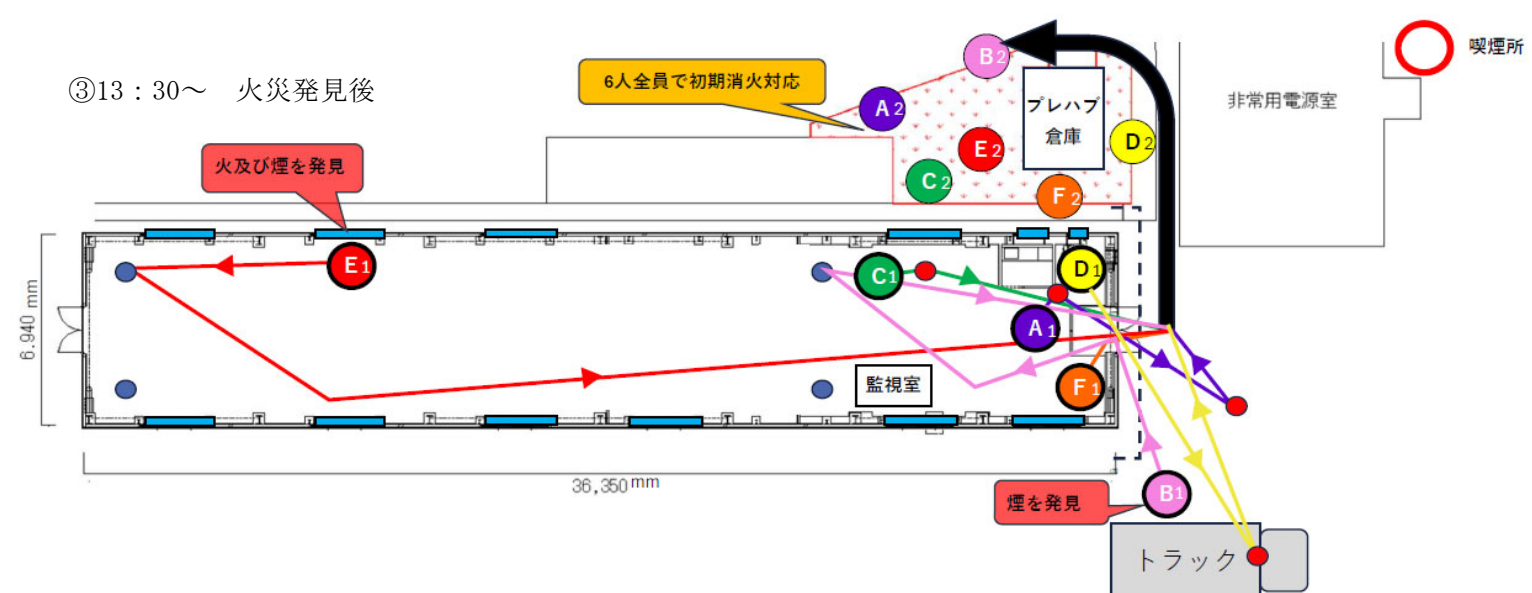 喫煙所
③13：30～　火災発見後
6人全員で初期消火対応
B2
A2
プレハブ
倉庫
非常用電源室
D2
E2
C2
F2
火及び煙を発見
E1
C1
D1
A1
F1
監視室
6.940 mm
36,350mm
煙を発見
B1
トラック